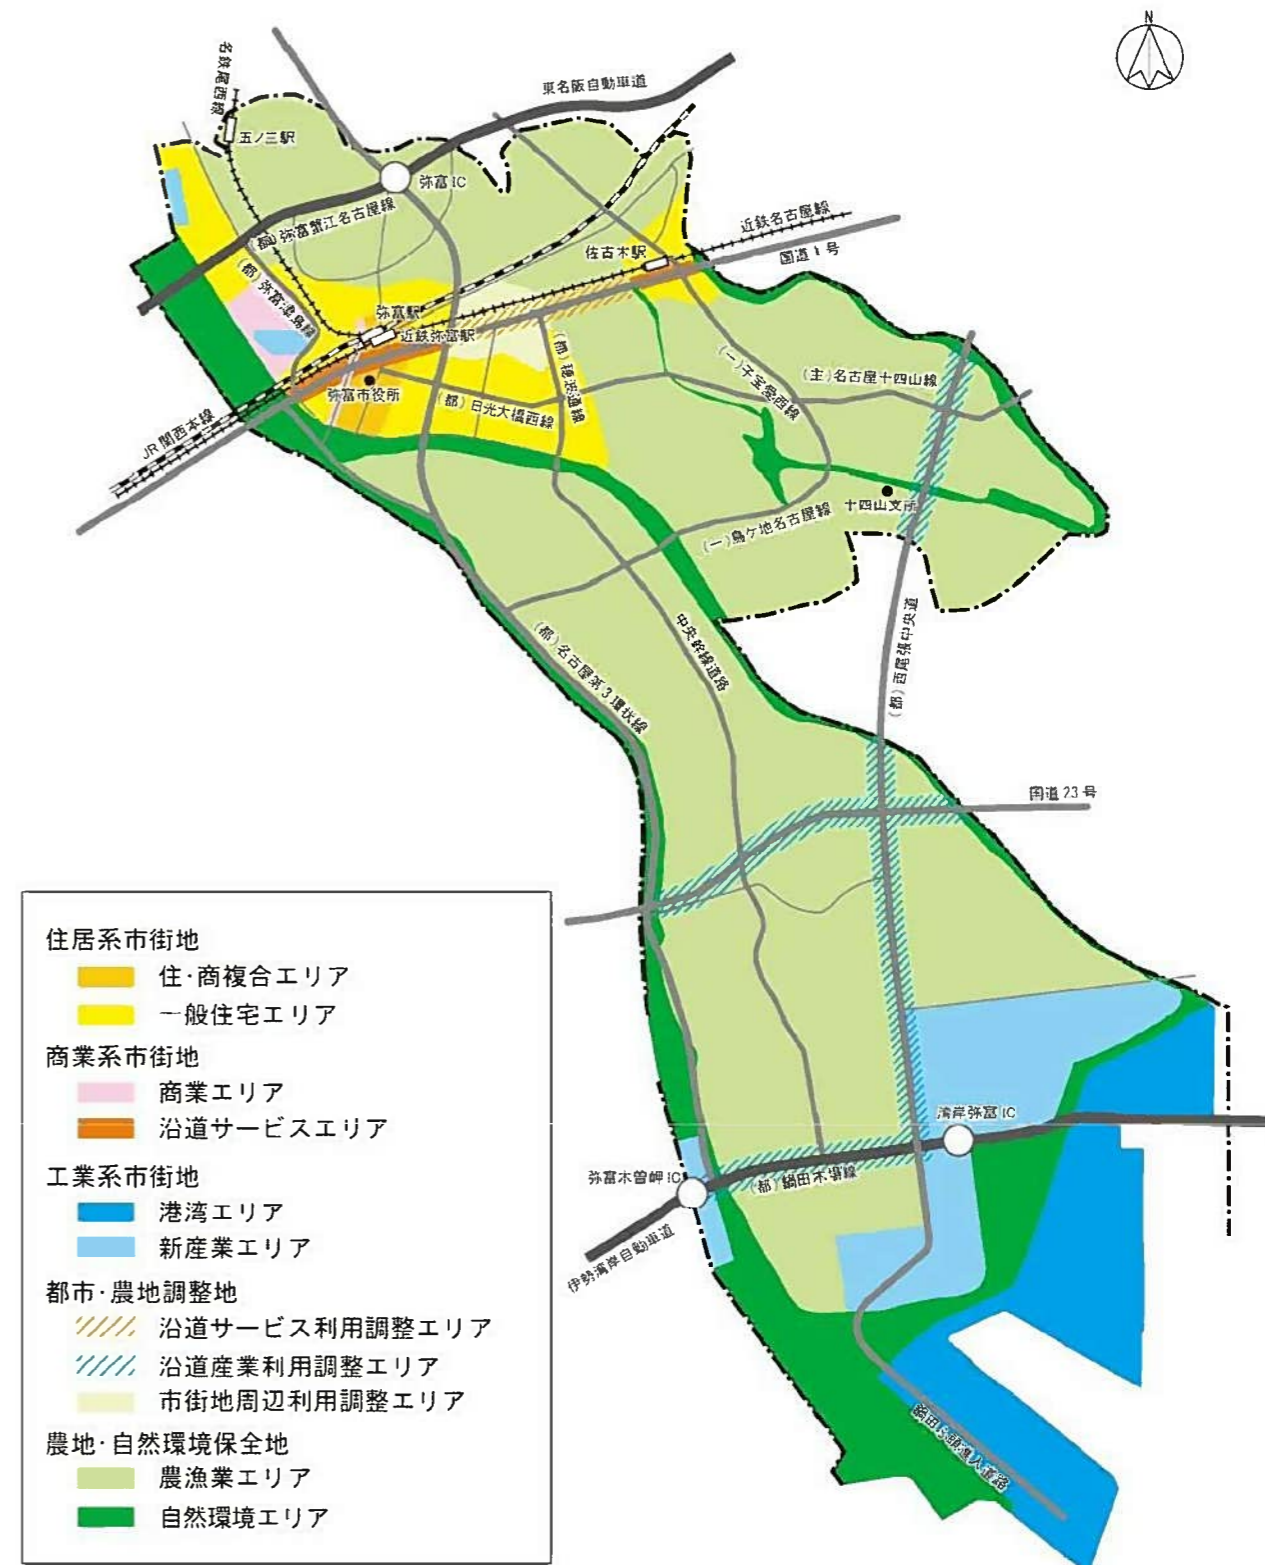 N
名鉄尾西線
東名阪自動車道
五ノ三駅
弥富IC
(都)弥富蟹江名古屋線
近鉄名古屋線
佐古木駅
国道1号
(都)弥富津島線
弥富駅
近鉄弥富駅
(都)穂波通線
(一)子宝愛西線
(主)名古屋十四山線
弥富市役所
(都)日光大橋西線
JR関西本線
十四山支所
(一)鳥ケ地名古屋線
中央幹線道路
(都)西尾張中央道
(都)名古屋第3環状線
国道23号
湾岸弥富IC
弥富木曽岬IC
(都)鍋田木場線
伊勢湾岸自動車道
鍋田ふ頭進入道路
住居系市街地
住・商複合エリア
一般住宅エリア
商業系市街地
商業エリア
沿道サービスエリア
工業系市街地
港湾エリア
新産業エリア
都市・農地調整地
沿道サービス利用調整エリア
沿道産業利用調整エリア
市街地周辺利用調整エリア
農地・自然環境保全地
農漁業エリア
自然環境エリア